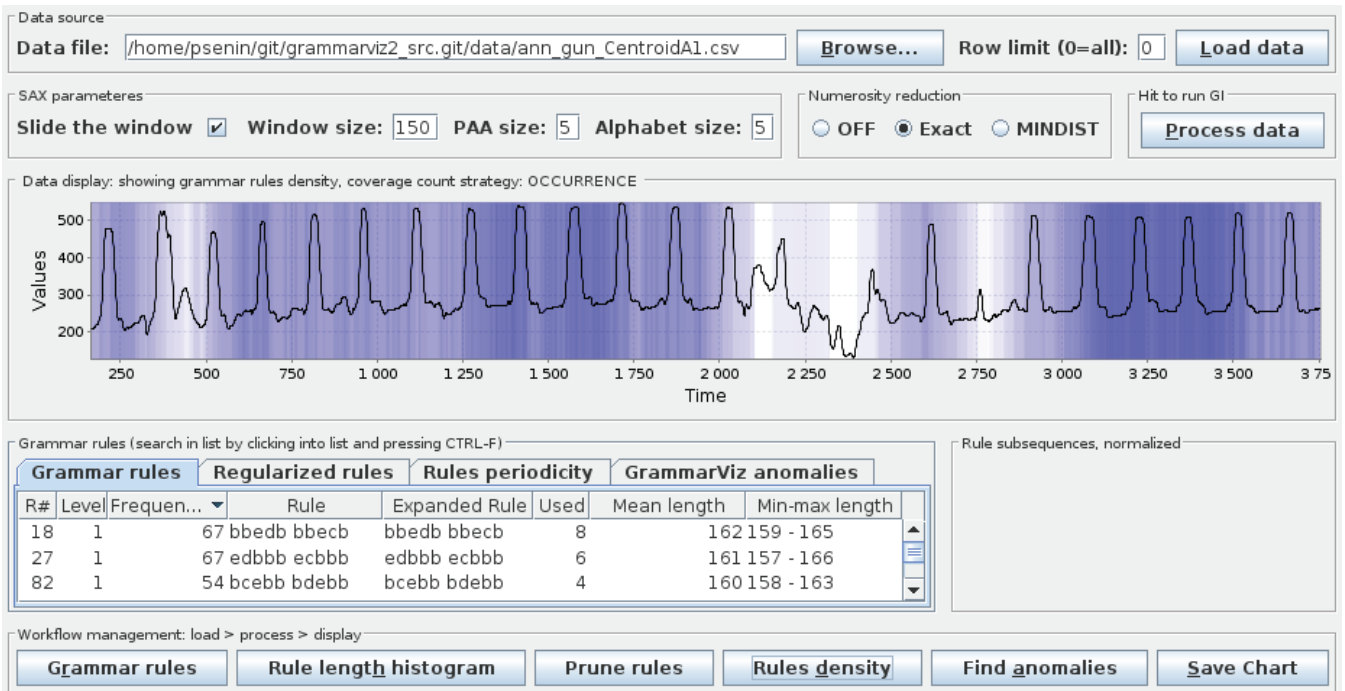 Data source
Data file: /home/psenin/git/grammarviz2_src.git/data/ann_gun_CentroidA1.csv Browse... Row limit (0=all): 0 Load data
SAX parameteres Numerosity reduction Hit to run GI
Slide the window Window size: 150 PAA size: 5 Alphabet size: 5 OFF Exact MINDIST Process data
Data display: showing grammar rules density, coverage count strategy: OCCURRENCE
500
400
300
200
Values
250 500 750 1 000 1 250 1 500 1 750 2 000 2 250 2 500 2 750 3 000 3 250 3 500 3 75
Time
Grammar rules (search in list by clicking into list and pressing CTRL-F) Rule subsequences, normalized
Grammar rules Regularized rules Rules periodicity GrammarViz anomalies
R# Level Frequen... Rule Expanded Rule Used Mean length Min-max length
18 1 67 bbedb bbecb bbedb bbecb 8 162 159 - 165
27 1 67 edbbb ecbbb edbbb ecbbb 6 161 157 - 166
82 1 54 bcebb bdebb bcebb bdebb 4 160 158 - 163
Workflow management: load > process > display
Grammar rules Rule length histogram Prune rules Rules density Find anomalies Save Chart